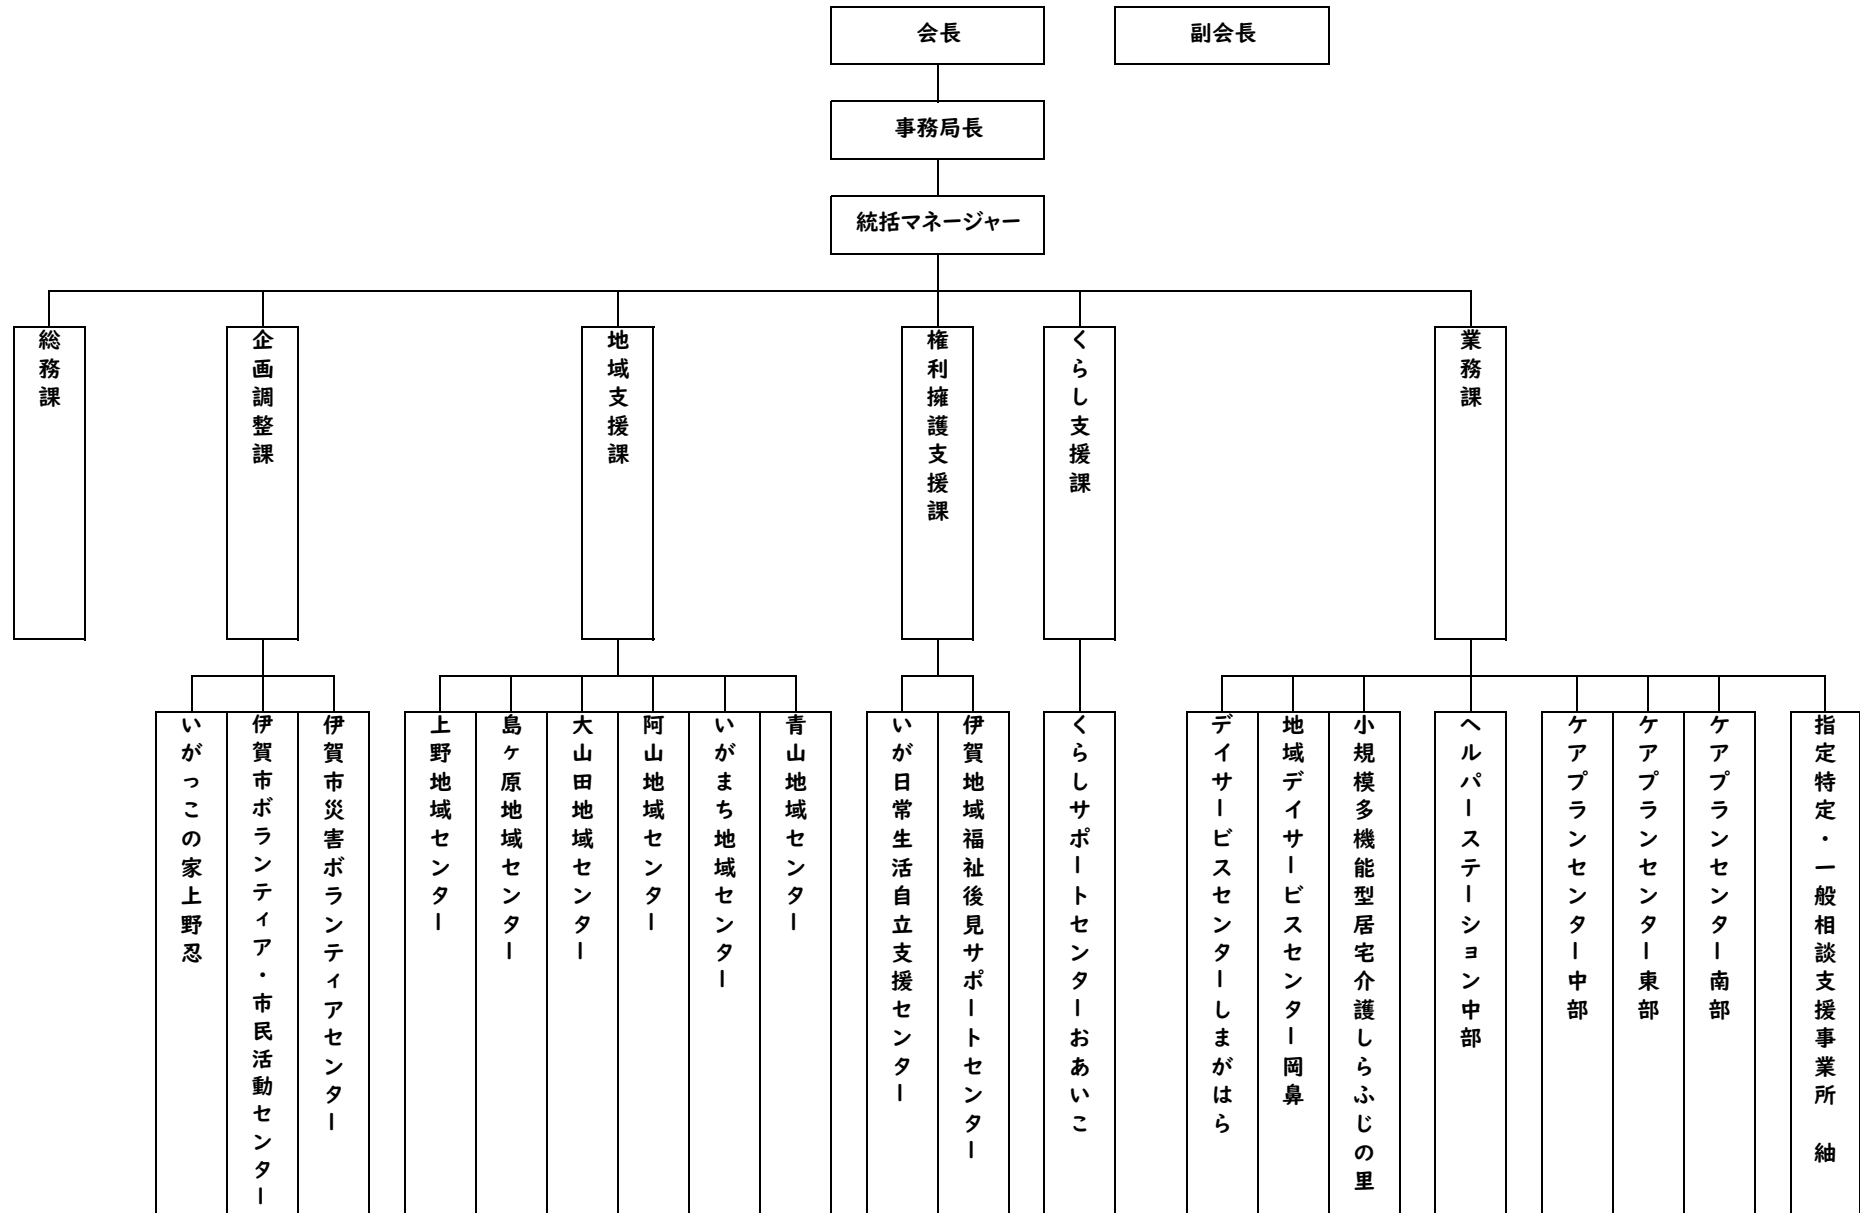 会長
副会長
事務局長
統括マネージャー
総務課
企画調整課
地域支援課
権利擁護支援課
くらし支援課
業務課
いがっこの家上野忍
伊賀市ボランティア・市民活動センター
伊賀市災害ボランティアセンター
上野地域センター
島ヶ原地域センター
大山田地域センター
阿山地域センター
いがまち地域センター
青山地域センター
いが日常生活自立支援センター
伊賀地域福祉後見サポートセンター
くらしサポートセンターおあいこ
デイサービスセンターしまがはら
地域デイサービスセンター岡鼻
小規模多機能型居宅介護しらふじの里
ヘルパーステーション中部
ケアプランセンター中部
ケアプランセンター東部
ケアプランセンター南部
指定特定・一般相談支援事業所　紬